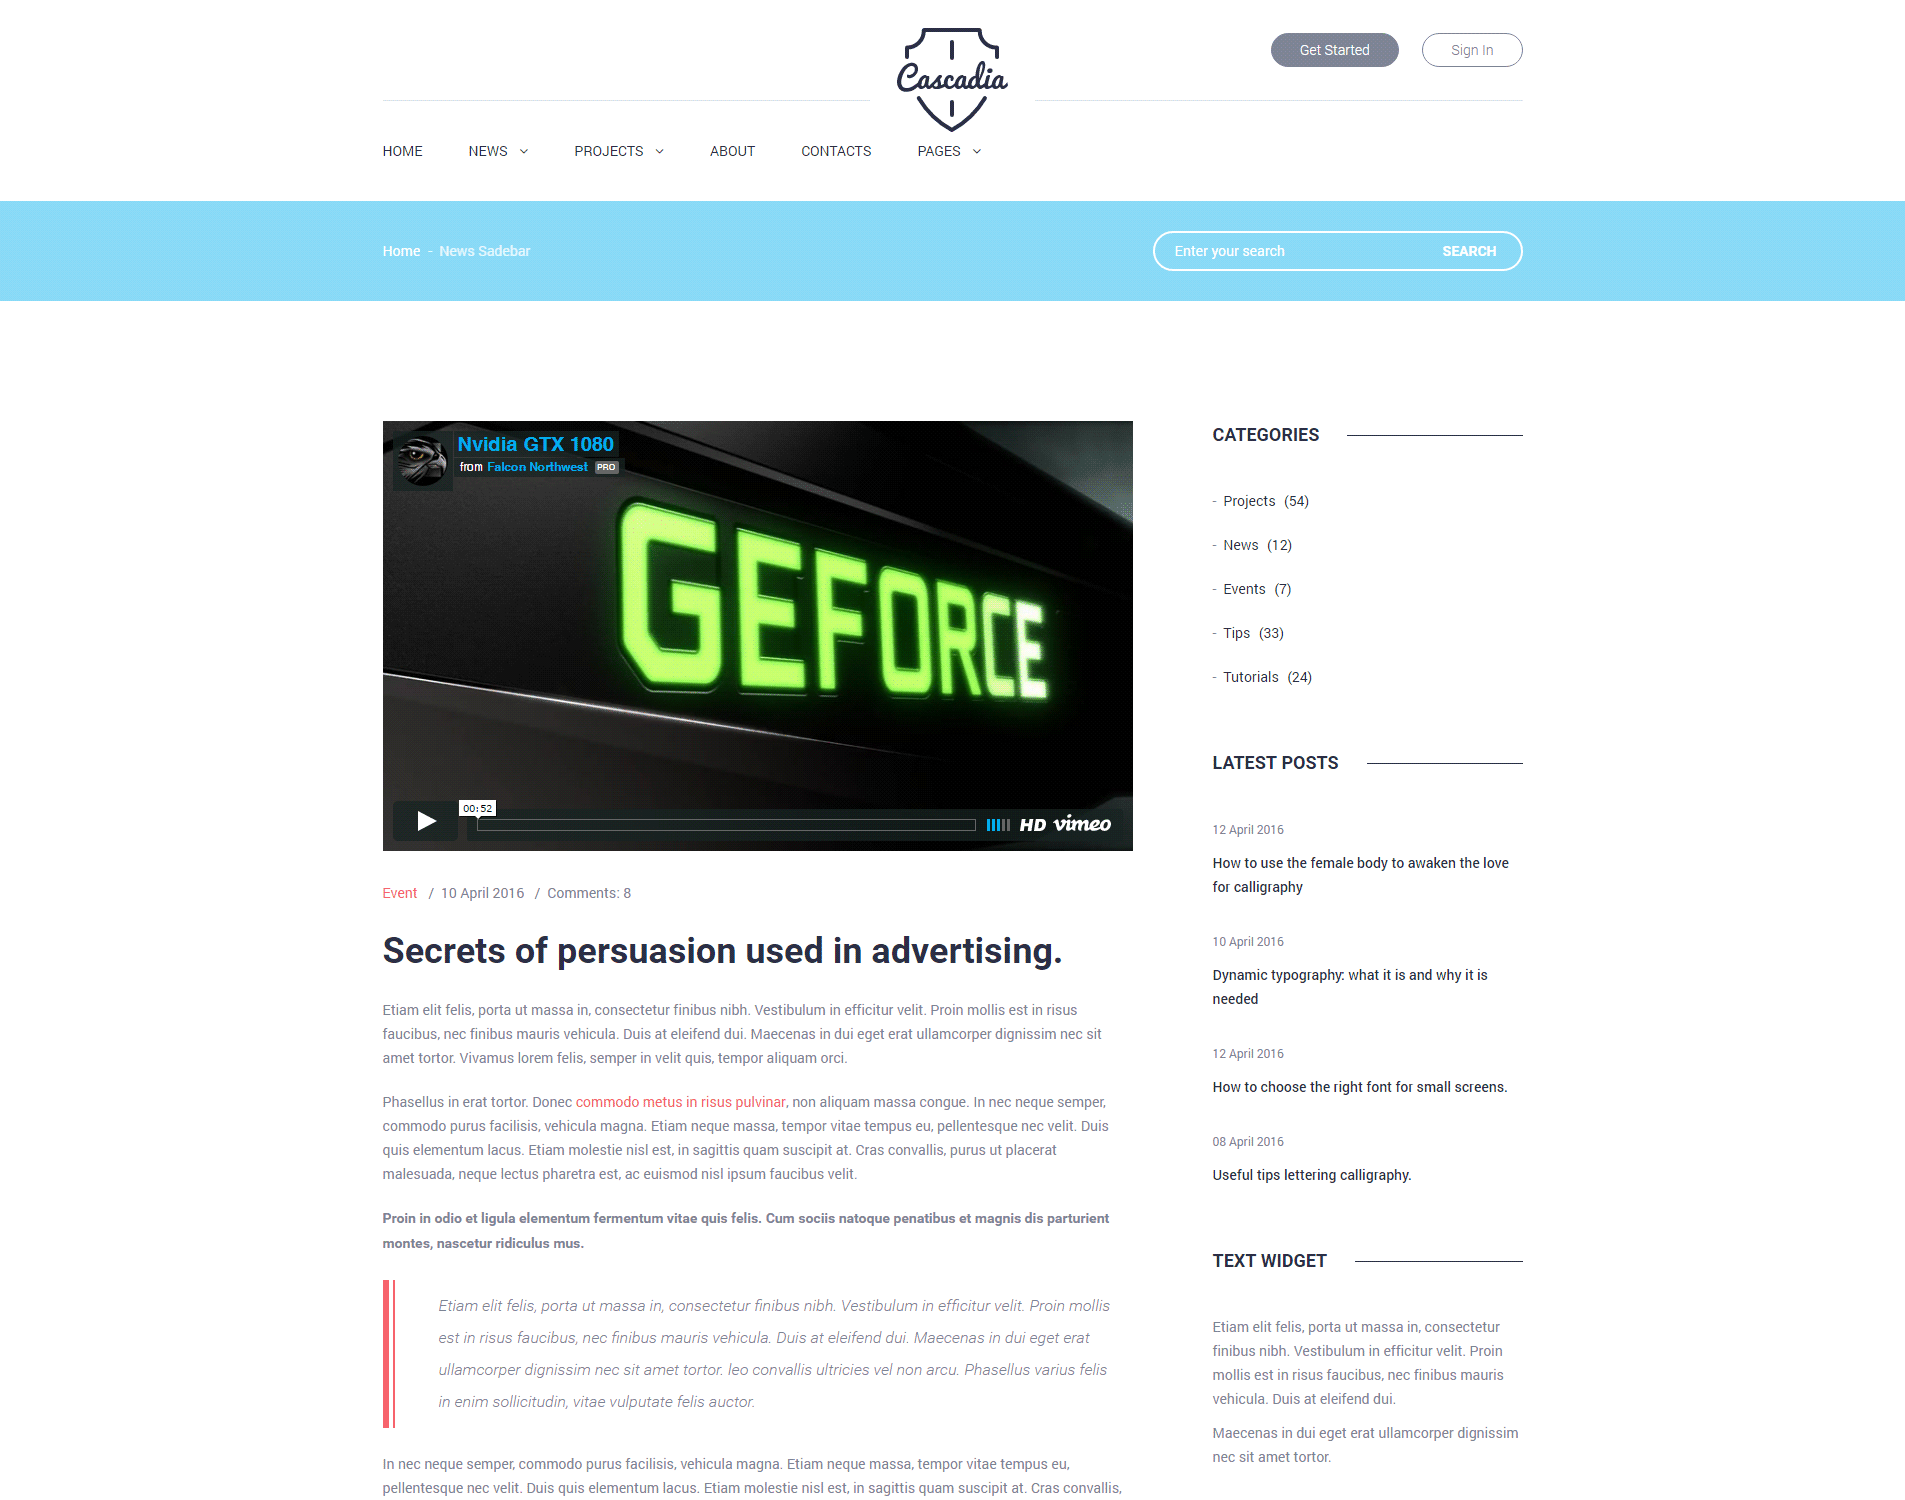 Cascadia
Get Started
Sign In
HOME
NEWS
PROJECTS
ABOUT
CONTACTS
PAGES
Home - News Sadebar
Enter your search
SEARCH
Nvidia GTX 1080
from Falcon Northwest PRO
GEFORCE
00:52
HD vimeo
Event / 10 April 2016 / Comments: 8
Secrets of persuasion used in advertising.
Etiam elit felis, porta ut massa in, consectetur finibus nibh. Vestibulum in efficitur velit. Proin mollis est in risus
faucibus, nec finibus mauris vehicula. Duis at eleifend dui. Maecenas in dui eget erat ullamcorper dignissim nec sit
amet tortor. Vivamus lorem felis, semper in velit quis, tempor aliquam orci.
Phasellus in erat tortor. Donec commodo metus in risus pulvinar, non aliquam massa congue. In nec neque semper,
commodo purus facilisis, vehicula magna. Etiam neque massa, tempor vitae tempus eu, pellentesque nec velit. Duis
quis elementum lacus. Etiam molestie nisl est, in sagittis quam suscipit at. Cras convallis, purus ut placerat
malesuada, neque lectus pharetra est, ac euismod nisl ipsum faucibus velit.
Proin in odio et ligula elementum fermentum vitae quis felis. Cum sociis natoque penatibus et magnis dis parturient
montes, nascetur ridiculus mus.
Etiam elit felis, porta ut massa in, consectetur finibus nibh. Vestibulum in efficitur velit. Proin mollis
est in risus faucibus, nec finibus mauris vehicula. Duis at eleifend dui. Maecenas in dui eget erat
ullamcorper dignissim nec sit amet tortor. leo convallis ultricies vel non arcu. Phasellus varius felis
in enim sollicitudin, vitae vulputate felis auctor.
In nec neque semper, commodo purus facilisis, vehicula magna. Etiam neque massa, tempor vitae tempus eu,
pellentesque nec velit. Duis quis elementum lacus. Etiam molestie nisl est, in sagittis quam suscipit at. Cras convallis,
CATEGORIES
- Projects (54)
- News (12)
- Events (7)
- Tips (33)
- Tutorials (24)
LATEST POSTS
12 April 2016
How to use the female body to awaken the love
for calligraphy
10 April 2016
Dynamic typography: what it is and why it is
needed
12 April 2016
How to choose the right font for small screens.
08 April 2016
Useful tips lettering calligraphy.
TEXT WIDGET
Etiam elit felis, porta ut massa in, consectetur
finibus nibh. Vestibulum in efficitur velit. Proin
mollis est in risus faucibus, nec finibus mauris
vehicula. Duis at eleifend dui.
Maecenas in dui eget erat ullamcorper dignissim
nec sit amet tortor.